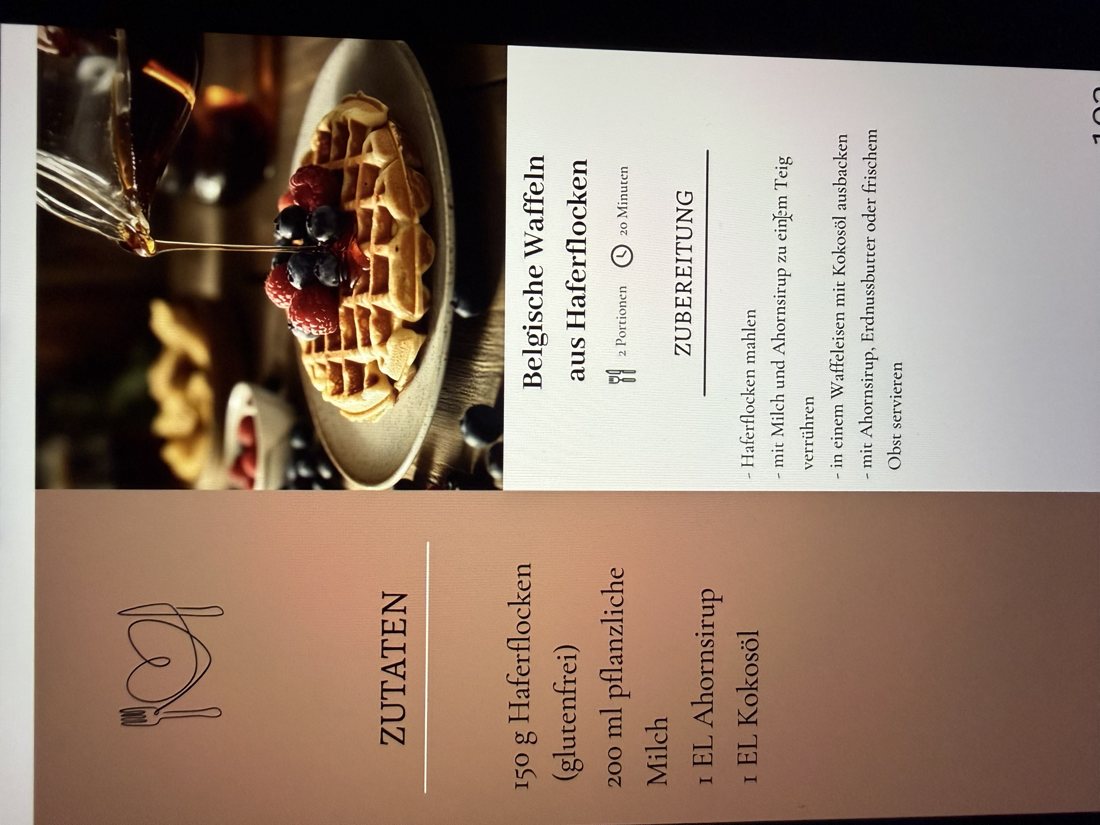 ZUTATEN
150 g Haferflocken
(glutenfrei)
200 ml pflanzliche
Milch
1 EL Ahornsirup
1 EL Kokosöl
Belgische Waffeln
aus Haferflocken
2 Portionen 20 Minuten
ZUBEREITUNG
- Haferflocken mahlen
- mit Milch und Ahornsirup zu einem Teig
verrühren
- in einem Waffeleisen mit Kokosöl ausbacken
- mit Ahornsirup, Erdnussbutter oder frischem
Obst servieren